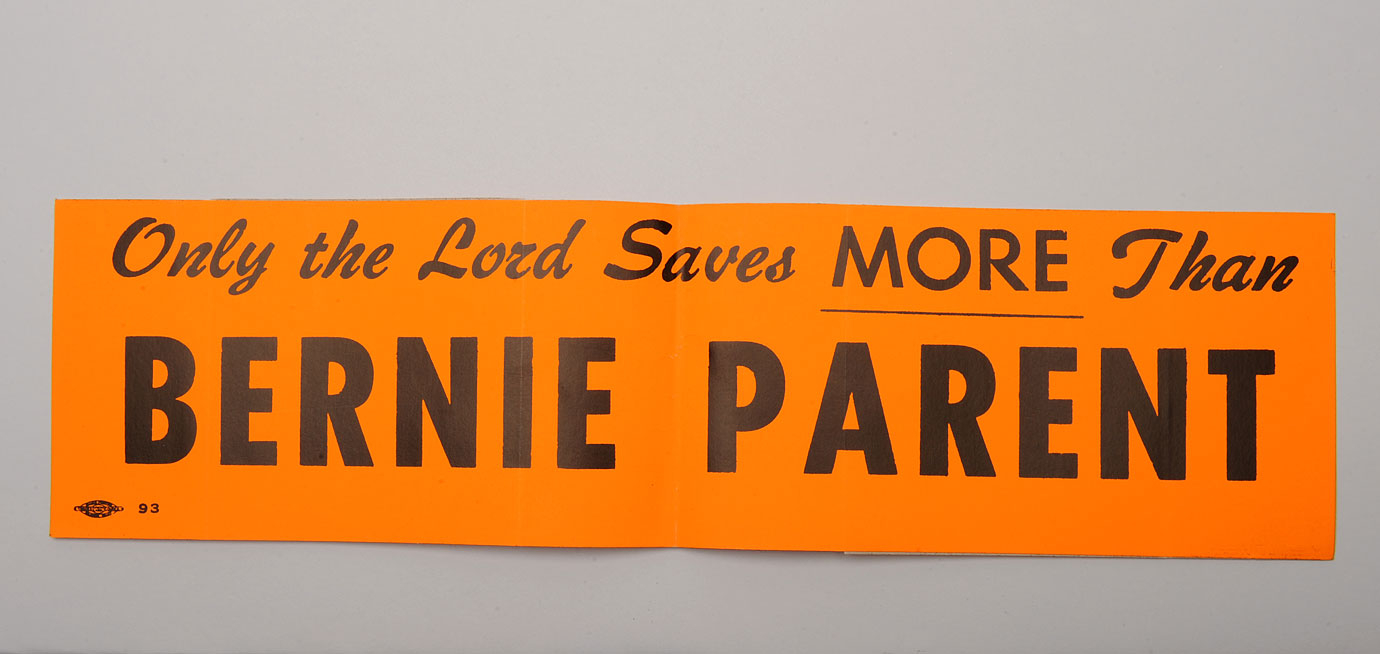 Only the Lord Saves MORE Than
BERNIE PARENT
93